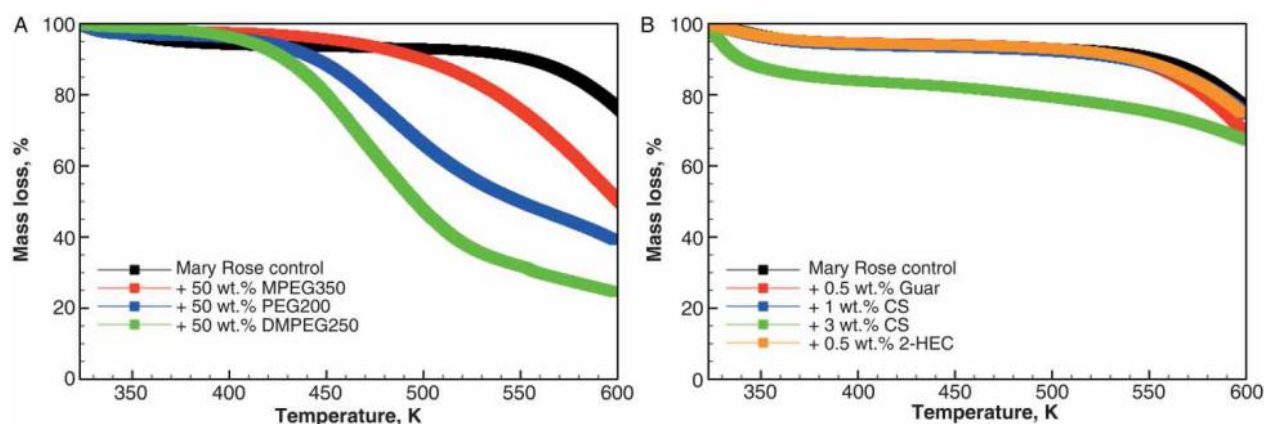 A
Mass loss, %
100
80
60
40
20
0
Mary Rose control
+ 50 wt.% MPEG350
+ 50 wt.% PEG200
+ 50 wt.% DMPEG250
350 400 450 500 550 600
Temperature, K
B
Mass loss, %
100
80
60
40
20
0
Mary Rose control
+ 0.5 wt.% Guar
+ 1 wt.% CS
+ 3 wt.% CS
+ 0.5 wt.% 2-HEC
350 400 450 500 550 600
Temperature, K